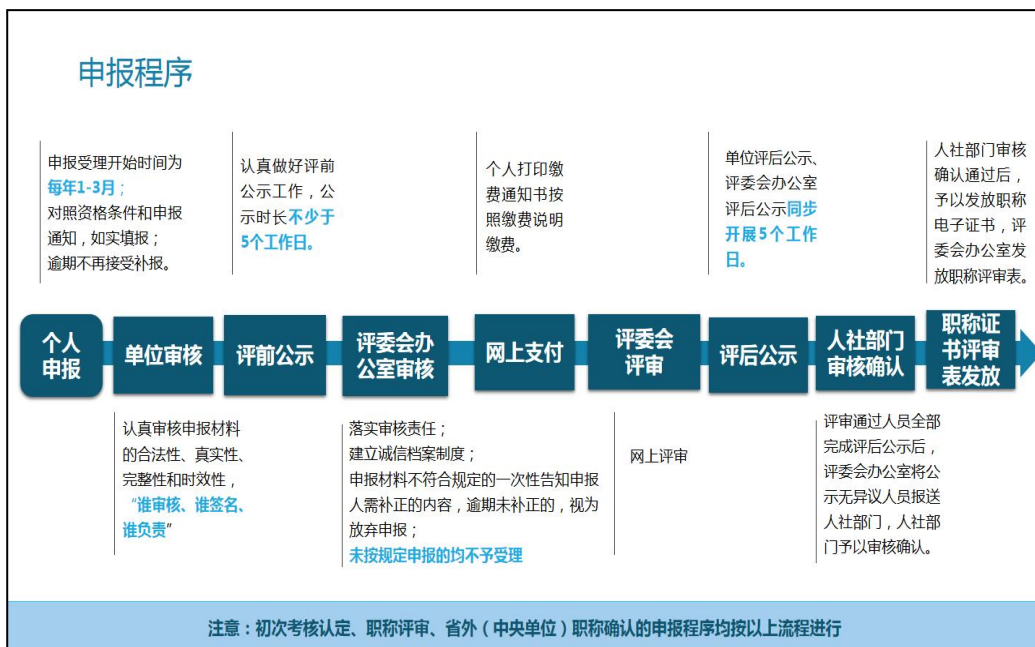 申报程序
申报受理开始时间为
每年1-3月；
对照资格条件和申报
通知，如实填报；
逾期不再接受补报。
认真做好评前
公示工作，公
示时长不少于
5个工作日。
个人打印缴
费通知书按
照缴费说明
缴费。
单位评后公示、
评委会办公室
评后公示同步
开展5个工作
日。
人社部门审核
确认通过后，
予以发放职称
电子证书，评
委会办公室发
放职称评审表。
个人
申报
单位审核
评前公示
评委会办
公室审核
网上支付
评委会
评审
评后公示
人社部门
审核确认
职称证
书评审
表发放
认真审核申报材料
的合法性、真实性、
完整性和时效性，
“谁审核、谁签名、
谁负责”
落实审核责任；
建立诚信档案制度；
申报材料不符合规定的一次性告知申报
人需补正的内容，逾期未补正的，视为
放弃申报；
未按规定申报的均不予受理
网上评审
评审通过人员全部
完成评后公示后，
评委会办公室将公
示无异议人员报送
人社部门，人社部
门予以审核确认。
注意：初次考核认定、职称评审、省外（中央单位）职称确认的申报程序均按以上流程进行